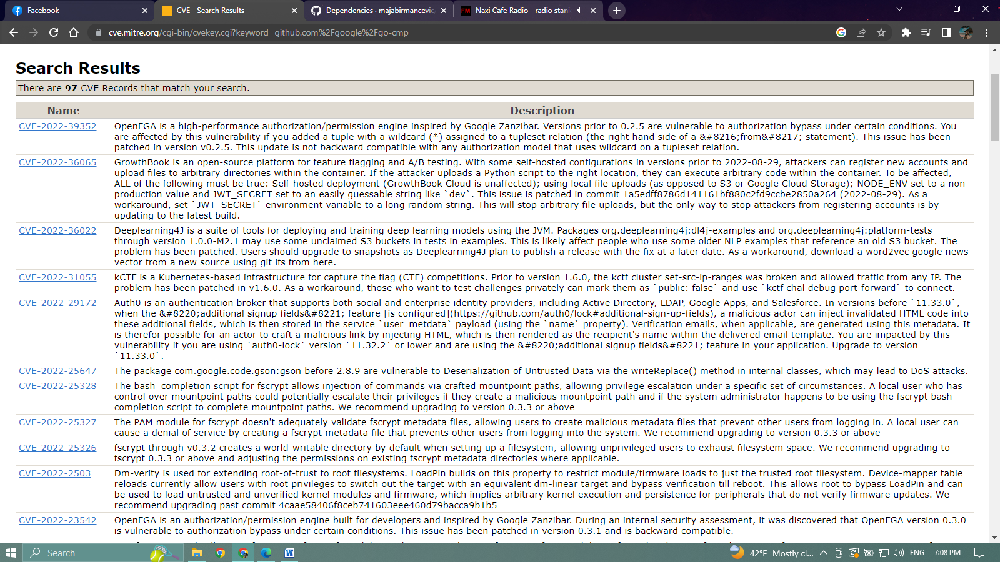 Facebook
CVE - Search Results
Dependencies · majabirmancevic
Naxi Cafe Radio - radio stani
cve.mitre.org/cgi-bin/cvekey.cgi?keyword=github.com%2Fgoogle%2Fgo-cmp
Search Results
There are 97 CVE Records that match your search.
Name Description
CVE-2022-39352 OpenFGA is a high-performance authorization/permission engine inspired by Google Zanzibar. Versions prior to 0.2.5 are vulnerable to authorization bypass under certain conditions. You
are affected by this vulnerability if you added a tuple with a wildcard (*) assigned to a tupleset relation (the right hand side of a &#8216;from&#8217; statement). This issue has been
patched in version v0.2.5. This update is not backward compatible with any authorization model that uses wildcard on a tupleset relation.
CVE-2022-36065 GrowthBook is an open-source platform for feature flagging and A/B testing. With some self-hosted configurations in versions prior to 2022-08-29, attackers can register new accounts and
upload files to arbitrary directories within the container. If the attacker uploads a Python script to the right location, they can execute arbitrary code within the container. To be affected,
ALL of the following must be true: Self-hosted deployment (GrowthBook Cloud is unaffected); using local file uploads (as opposed to S3 or Google Cloud Storage); NODE_ENV set to a non-
production value and JWT_SECRET set to an easily guessable string like `dev`. This issue is patched in commit 1a5edff8786d141161bf880c2fd9ccbe2850a264 (2022-08-29). As a
workaround, set `JWT_SECRET` environment variable to a long random string. This will stop arbitrary file uploads, but the only way to stop attackers from registering accounts is by
updating to the latest build.
CVE-2022-36022 Deeplearning4J is a suite of tools for deploying and training deep learning models using the JVM. Packages org.deeplearning4j:dl4j-examples and org.deeplearning4j:platform-tests
through version 1.0.0-M2.1 may use some unclaimed S3 buckets in tests in examples. This is likely affect people who use some older NLP examples that reference an old S3 bucket. The
problem has been patched. Users should upgrade to snapshots as Deeplearning4J plan to publish a release with the fix at a later date. As a workaround, download a word2vec google news
vector from a new source using git lfs from here.
CVE-2022-31055 kCTF is a Kubernetes-based infrastructure for capture the flag (CTF) competitions. Prior to version 1.6.0, the kctf cluster set-src-ip-ranges was broken and allowed traffic from any IP. The
problem has been patched in v1.6.0. As a workaround, those who want to test challenges privately can mark them as `public: false` and use `kctf chal debug port-forward` to connect.
CVE-2022-29172 Auth0 is an authentication broker that supports both social and enterprise identity providers, including Active Directory, LDAP, Google Apps, and Salesforce. In versions before `11.33.0`,
when the &#8220;additional signup fields&#8221; feature [is configured](https://github.com/auth0/lock#additional-sign-up-fields), a malicious actor can inject invalidated HTML code into
these additional fields, which is then stored in the service `user_metdata` payload (using the `name` property). Verification emails, when applicable, are generated using this metadata. It
is therefor possible for an actor to craft a malicious link by injecting HTML, which is then rendered as the recipient's name within the delivered email template. You are impacted by this
vulnerability if you are using `auth0-lock` version `11.32.2` or lower and are using the &#8220;additional signup fields&#8221; feature in your application. Upgrade to version
`11.33.0`.
CVE-2022-25647 The package com.google.code.gson:gson before 2.8.9 are vulnerable to Deserialization of Untrusted Data via the writeReplace() method in internal classes, which may lead to DoS attacks.
CVE-2022-25328 The bash_completion script for fscrypt allows injection of commands via crafted mountpoint paths, allowing privilege escalation under a specific set of circumstances. A local user who has
control over mountpoint paths could potentially escalate their privileges if they create a malicious mountpoint path and if the system administrator happens to be using the fscrypt bash
completion script to complete mountpoint paths. We recommend upgrading to version 0.3.3 or above
CVE-2022-25327 The PAM module for fscrypt doesn't adequately validate fscrypt metadata files, allowing users to create malicious metadata files that prevent other users from logging in. A local user can
cause a denial of service by creating a fscrypt metadata file that prevents other users from logging into the system. We recommend upgrading to version 0.3.3 or above
CVE-2022-25326 fscrypt through v0.3.2 creates a world-writable directory by default when setting up a filesystem, allowing unprivileged users to exhaust filesystem space. We recommend upgrading to
fscrypt 0.3.3 or above and adjusting the permissions on existing fscrypt metadata directories where applicable.
CVE-2022-2503 Dm-verity is used for extending root-of-trust to root filesystems. LoadPin builds on this property to restrict module/firmware loads to just the trusted root filesystem. Device-mapper table
reloads currently allow users with root privileges to switch out the target with an equivalent dm-linear target and bypass verification till reboot. This allows root to bypass LoadPin and can
be used to load untrusted and unverified kernel modules and firmware, which implies arbitrary kernel execution and persistence for peripherals that do not verify firmware updates. We
recommend upgrading past commit 4caae58406f8ceb741603eee460d79bacca9b1b5
CVE-2022-23542 OpenFGA is an authorization/permission engine built for developers and inspired by Google Zanzibar. During an internal security assessment, it was discovered that OpenFGA version 0.3.0
is vulnerable to authorization bypass under certain conditions. This issue has been patched in version 0.3.1 and is backward compatible.
Search
42°F Mostly cl...
ENG
7:08 PM